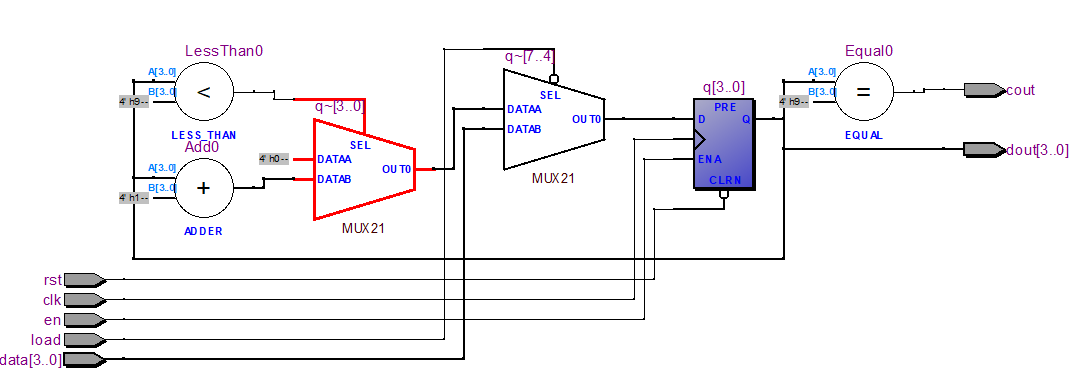 LessThan0
A[3..0]
B[3..0]
4' h9--
<
LESS_THAN
Add0
A[3..0]
B[3..0]
4' h1--
+
ADDER
q~[3..0]
SEL
4' h0--
DATAA
DATAB
OUT0
MUX21
q~[7..4]
SEL
DATAA
DATAB
OUT0
MUX21
q[3..0]
PRE
D
Q
ENA
CLRN
Equal0
A[3..0]
B[3..0]
4' h9--
=
EQUAL
cout
dout[3..0]
rst
clk
en
load
data[3..0]